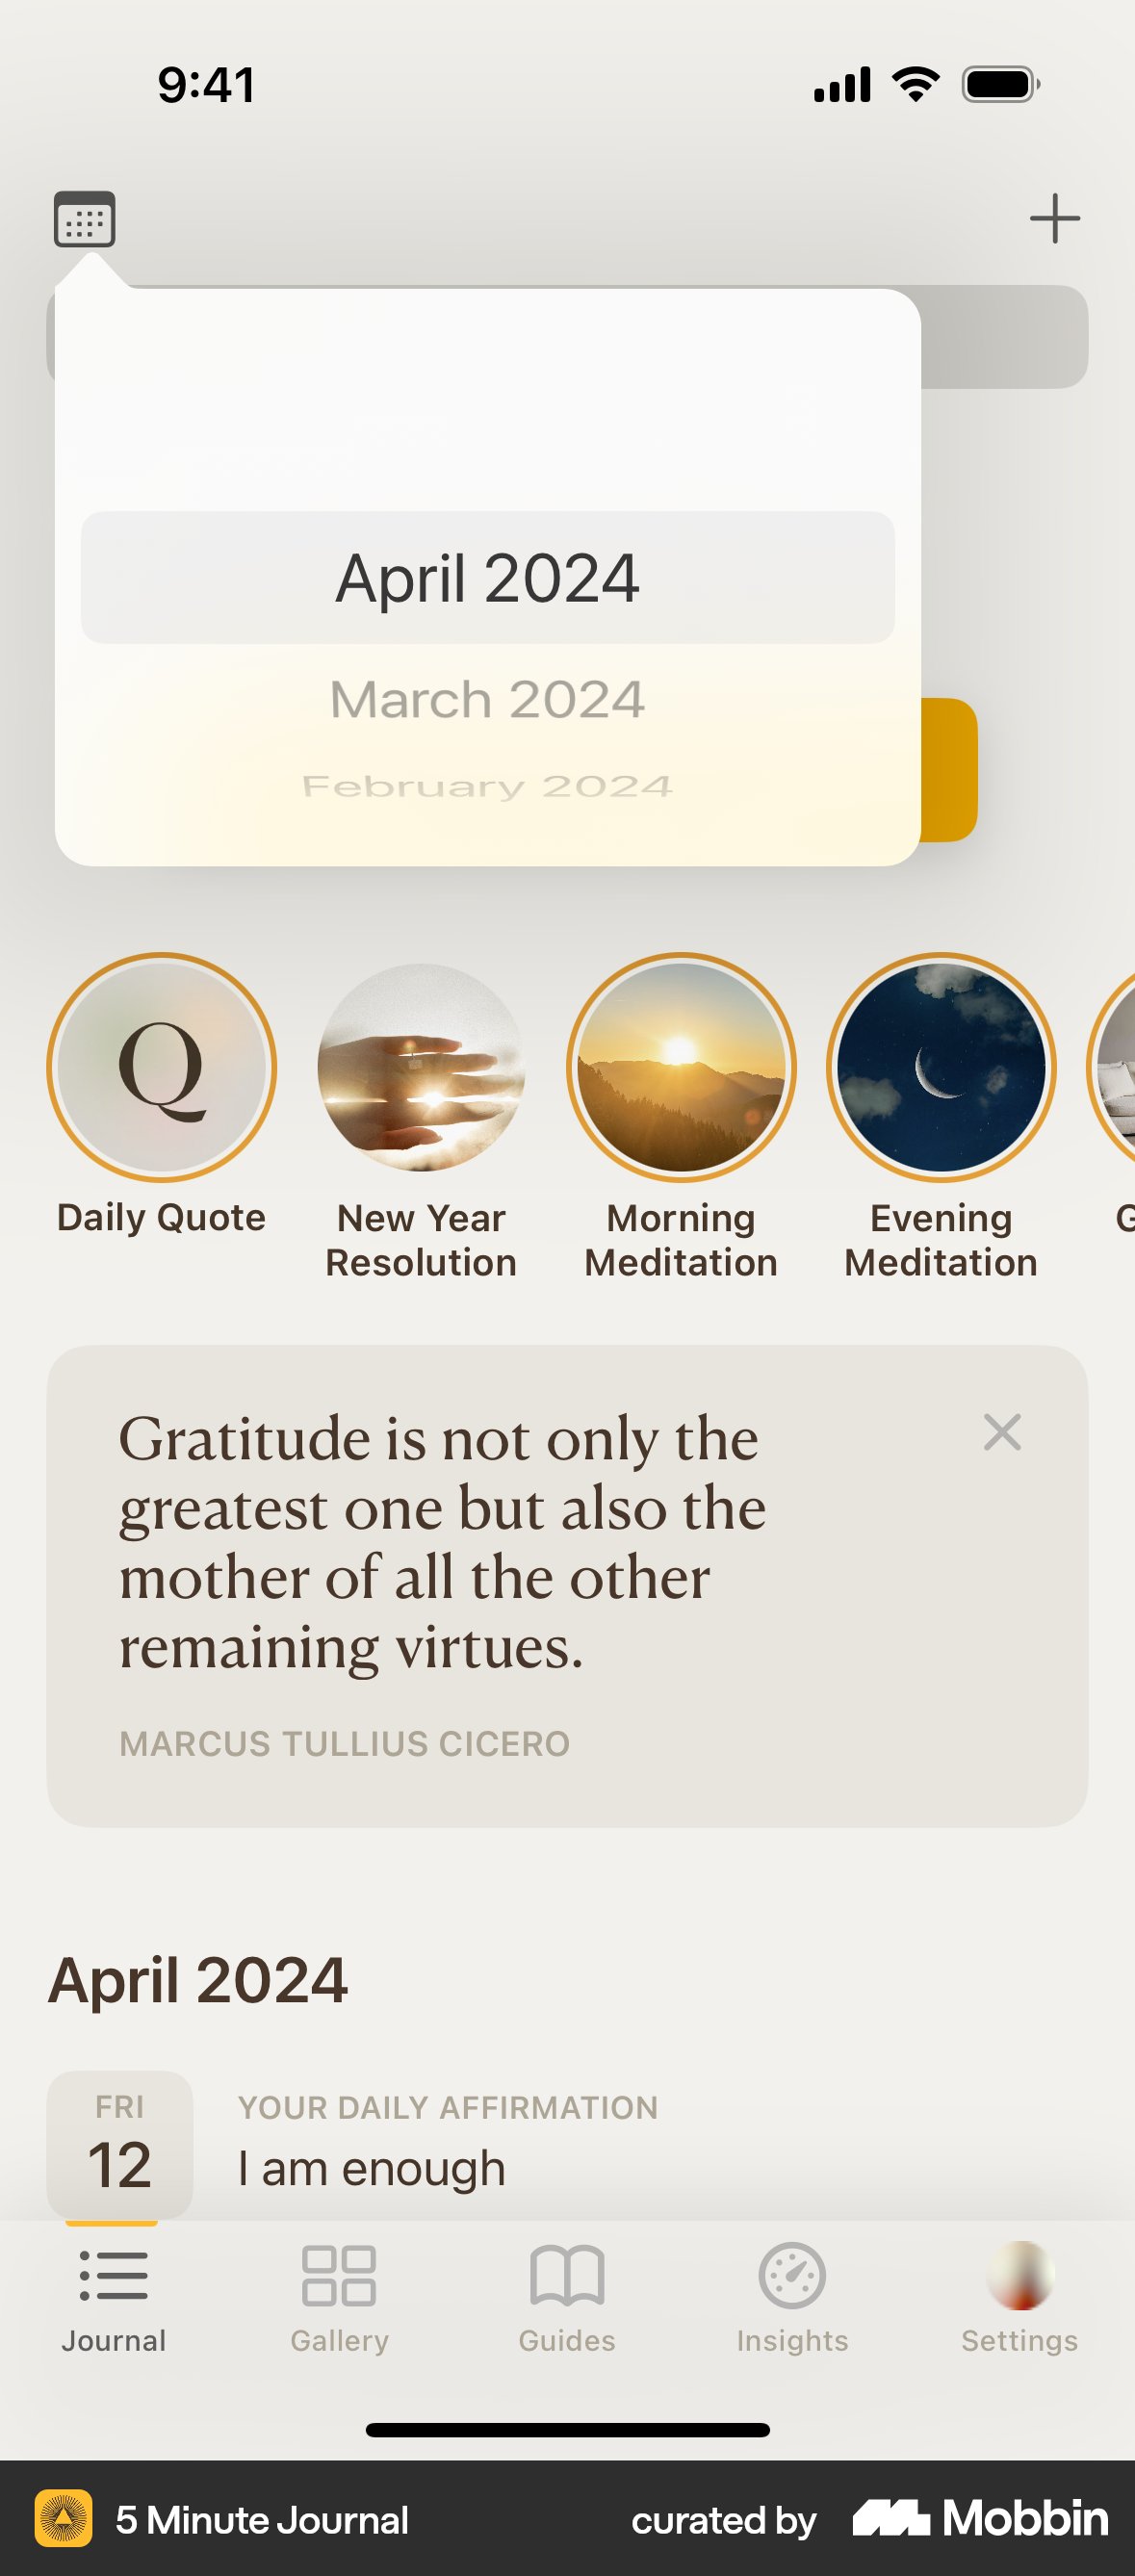 9:41
April 2024
March 2024
February 2024
Q
Daily Quote
New Year
Resolution
Morning
Meditation
Evening
Meditation
G
Gratitude is not only the
greatest one but also the
mother of all the other
remaining virtues.
MARCUS TULLIUS CICERO
April 2024
FRI
12
YOUR DAILY AFFIRMATION
I am enough
Journal
Gallery
Guides
Insights
Settings
5 Minute Journal
curated by Mobbin